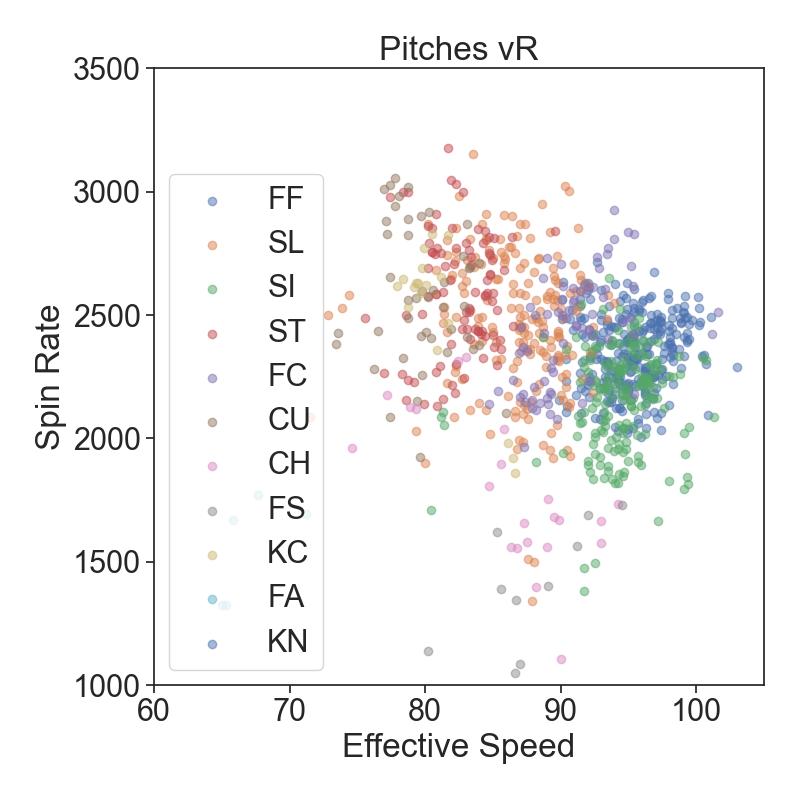 Pitches vR
Spin Rate
3500
3000
2500
2000
1500
1000
FF
SL
SI
ST
FC
CU
CH
FS
KC
FA
KN
60 70 80 90 100
Effective Speed